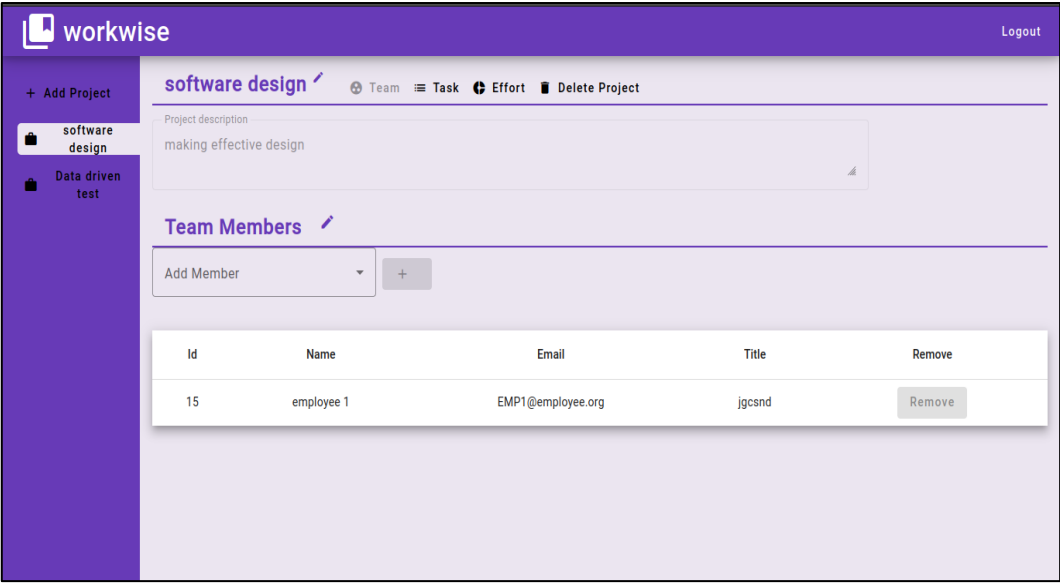 workwise
Logout
+ Add Project
software
design
Data driven
test
software design
Team Task Effort Delete Project
Project description
making effective design
Team Members
Add Member
+
Id Name Email Title Remove
15 employee 1 EMP1@employee.org jgcsnd Remove